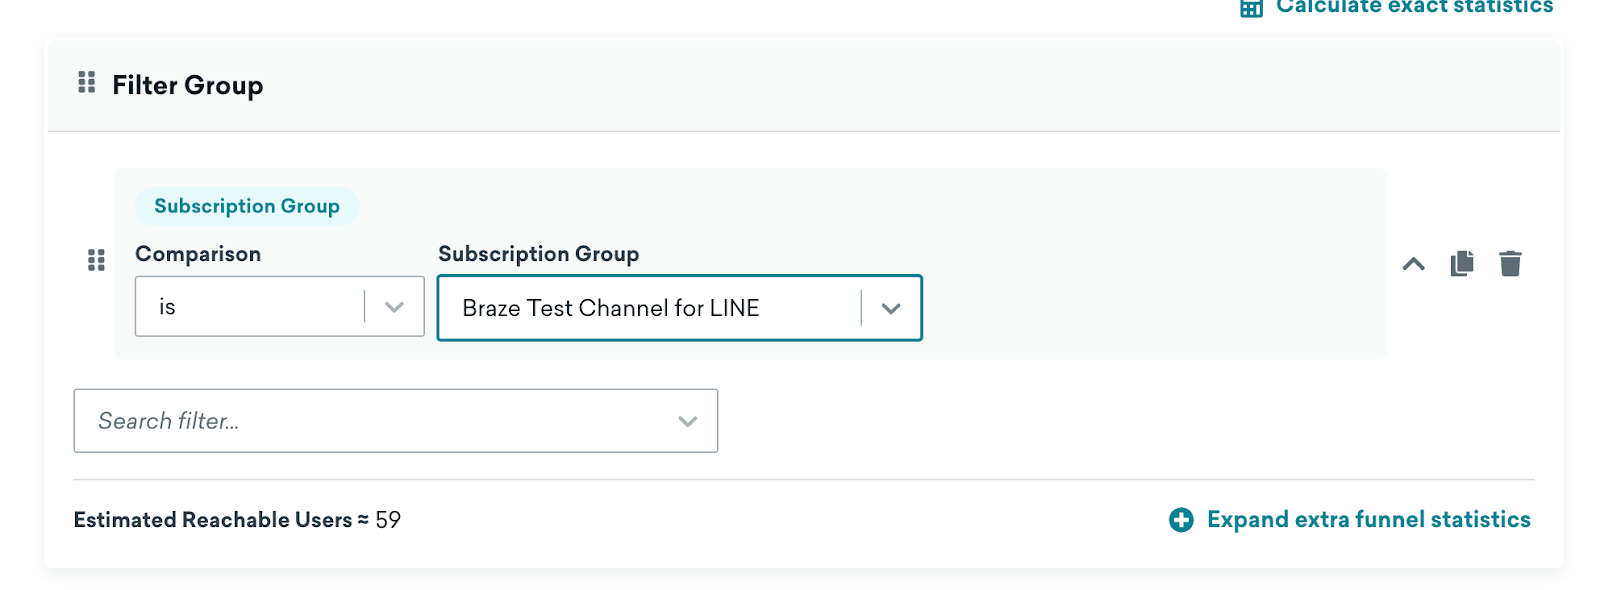 Calculate exact statistics
Filter Group
Subscription Group
Comparison
Subscription Group
is
Braze Test Channel for LINE
Search filter...
Estimated Reachable Users ≈ 59
Expand extra funnel statistics